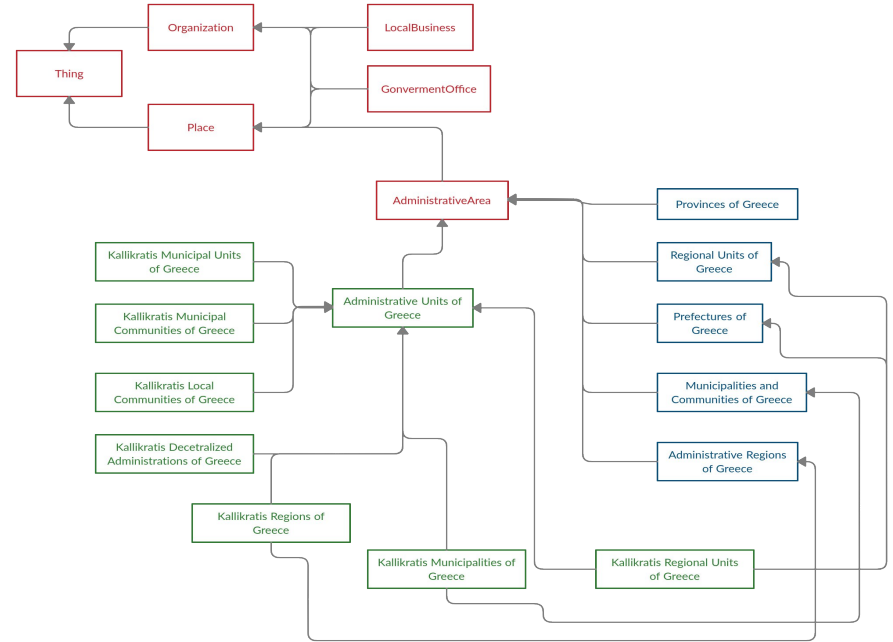 Organization
LocalBusiness
Thing
GonvermentOffice
Place
AdministrativeArea
Provinces of Greece
Kallikratis Municipal Units
of Greece
Regional Units of
Greece
Administrative Units of
Greece
Kallikratis Municipal
Communities of Greece
Prefectures of
Greece
Kallikratis Local
Communities of Greece
Municipalities and
Communities of Greece
Kallikratis Decetralized
Administrations of Greece
Administrative Regions
of Greece
Kallikratis Regions of
Greece
Kallikratis Municipalities of
Greece
Kallikratis Regional Units
of Greece